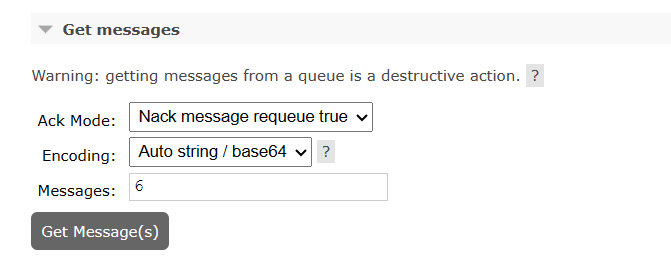 Get messages
Warning: getting messages from a queue is a destructive action. ?
Ack Mode: Nack message requeue true
Encoding: Auto string / base64 ?
Messages: 6
Get Message(s)